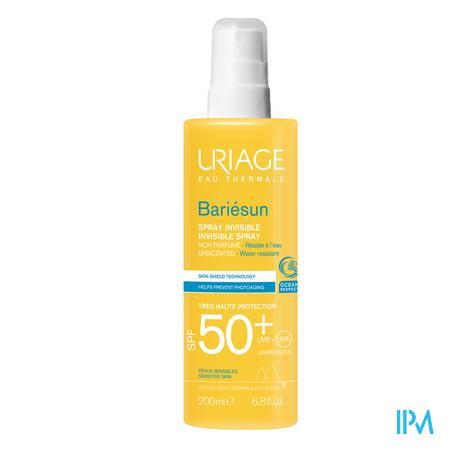 URIAGE
EAU THERMALE
Bariésun
SPRAY INVISIBLE
INVISIBLE SPRAY
NON PARFUMÉ - Résiste à l'eau
UNSCENTED - Water resistant
SKIN SHIELD TECHNOLOGY
HELPS PREVENT PHOTOAGING
OCEAN
RESPECT
TRÈS HAUTE PROTECTION
SPF 50+
UVB + UVA
PEAUX SENSIBLES
SENSITIVE SKIN
200ml 6.8 fl.oz.
IPM